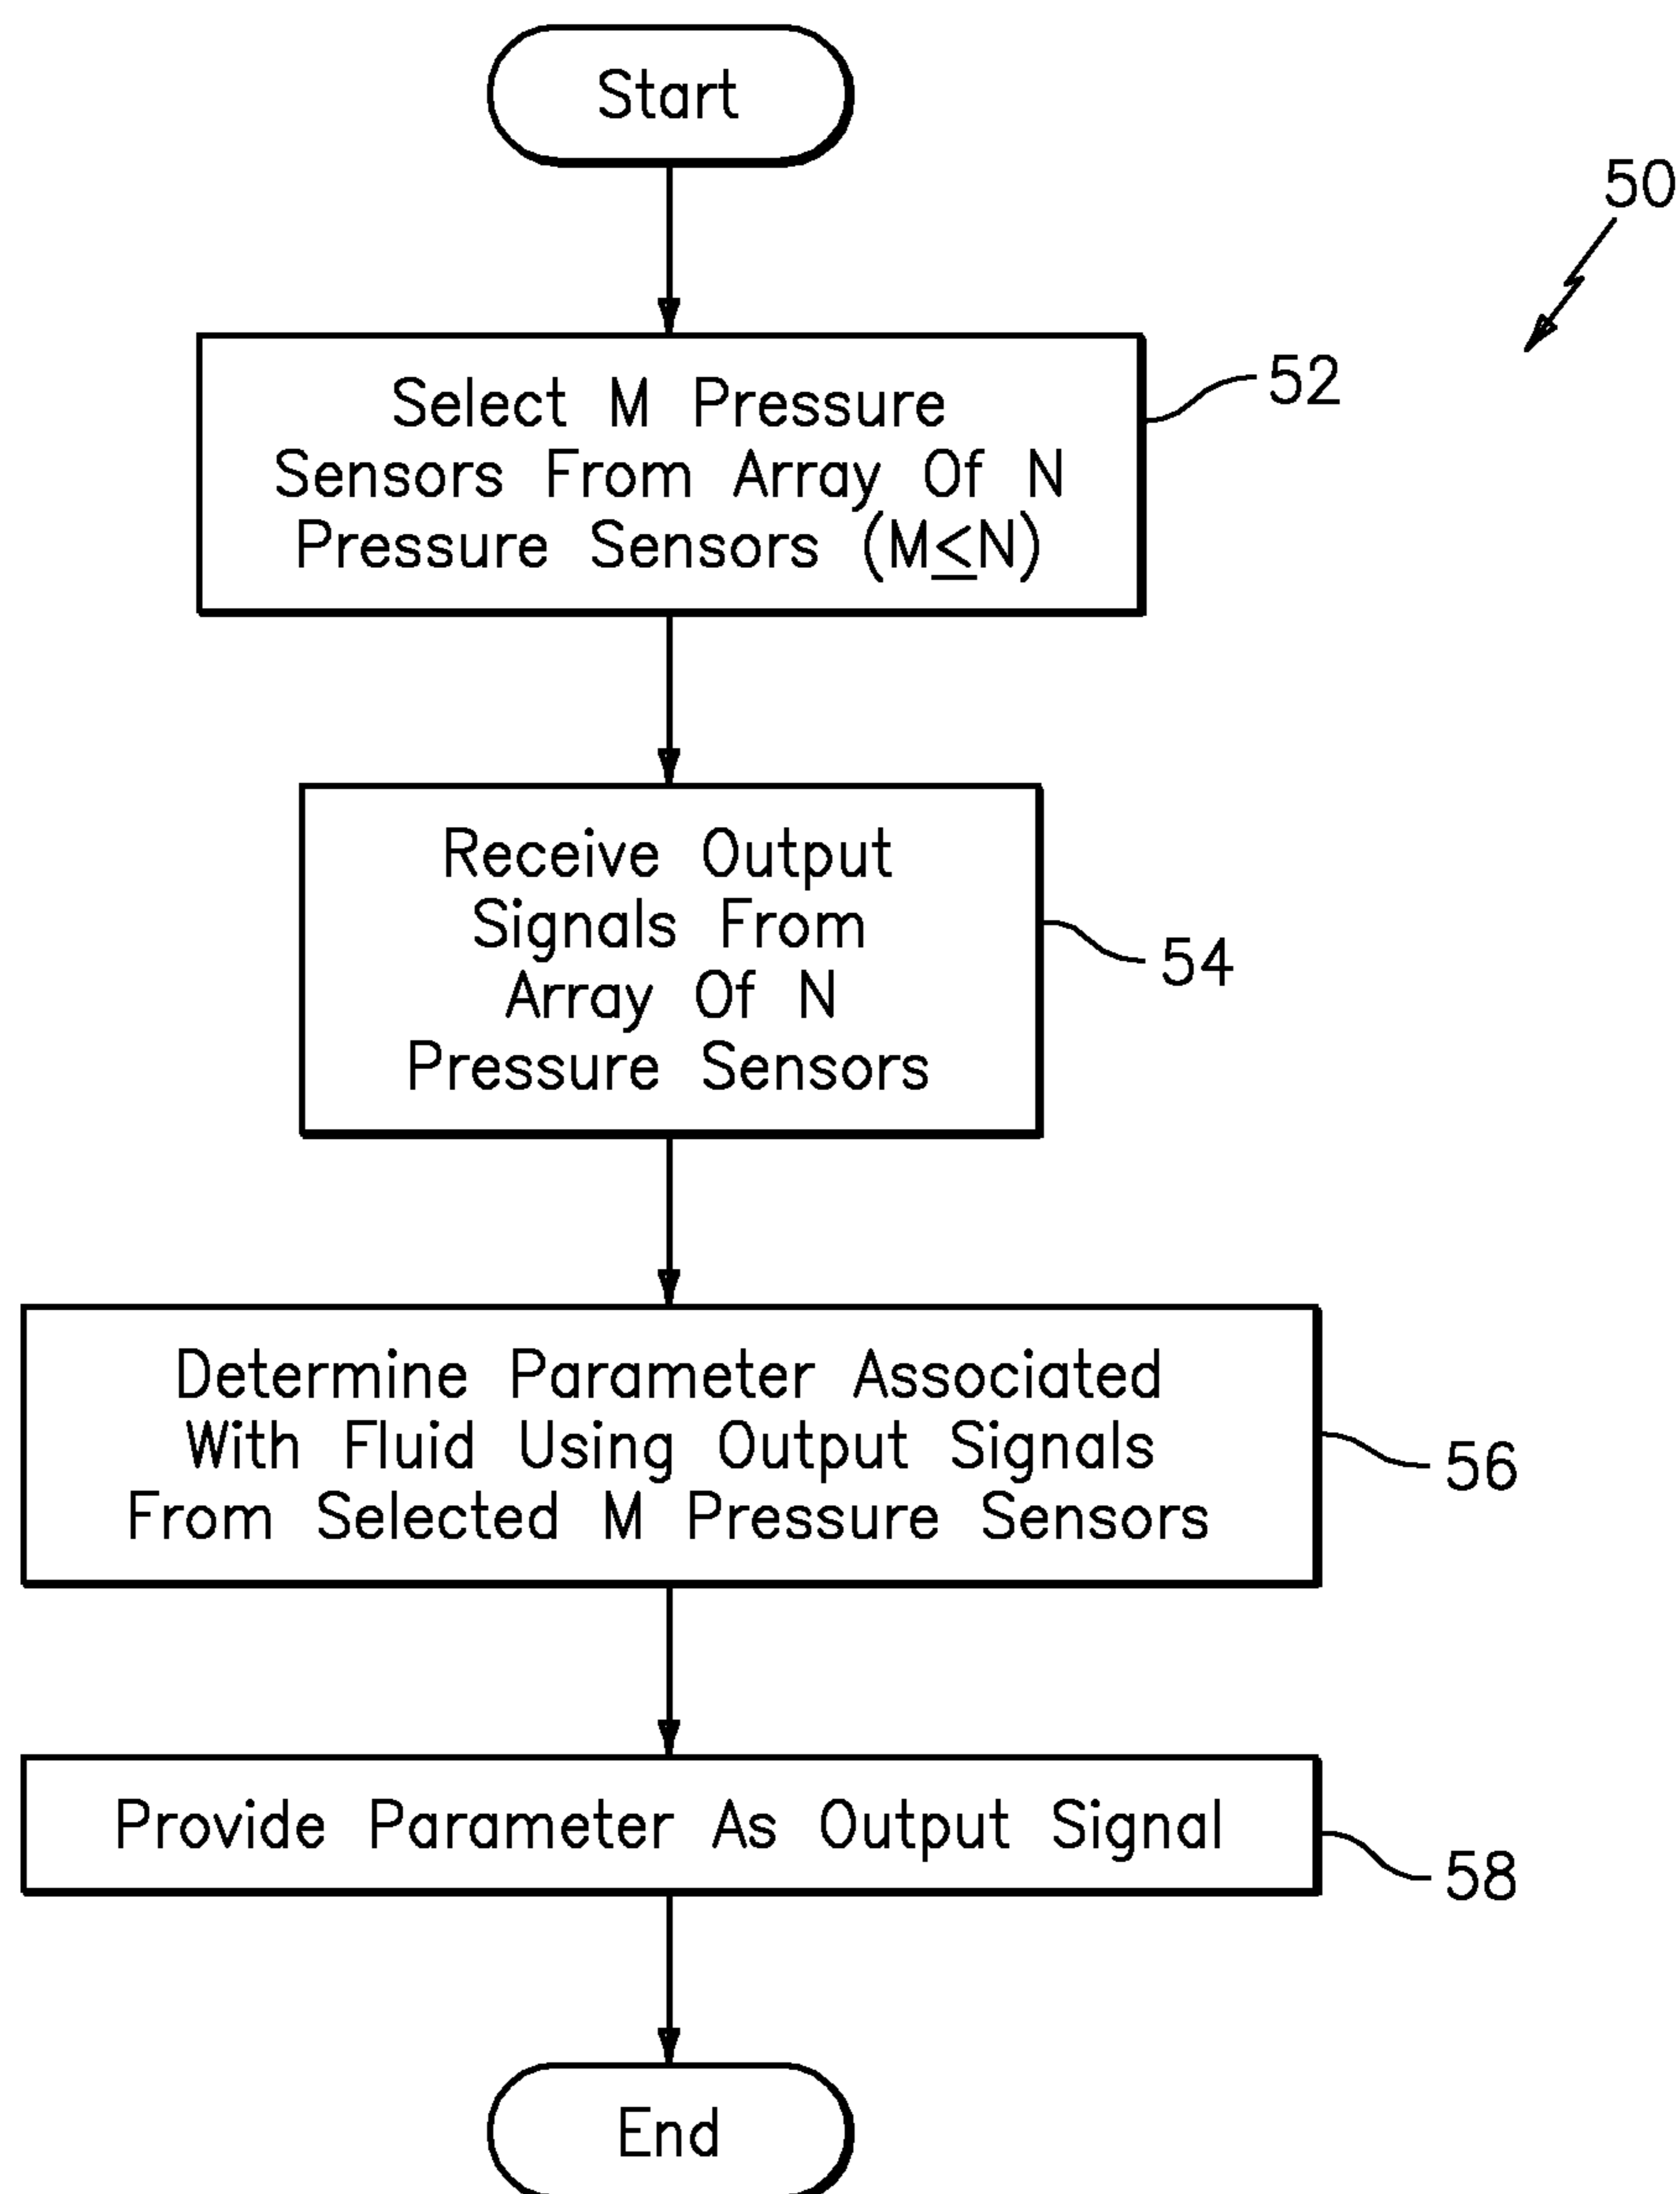 Start
50
Select M Pressure
Sensors From Array Of N
Pressure Sensors (M≤N)
52
Receive Output
Signals From
Array Of N
Pressure Sensors
54
Determine Parameter Associated
With Fluid Using Output Signals
From Selected M Pressure Sensors
56
Provide Parameter As Output Signal
58
End